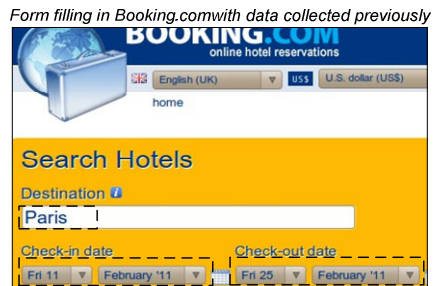 Form filling in Booking.comwith data collected previously
BOOKING.COM
online hotel reservations
English (UK) US$ U.S. dollar (US$)
home
Search Hotels
Destination i
Paris
Check-in date Check-out date
Fri 11 February '11 Fri 25 February '11